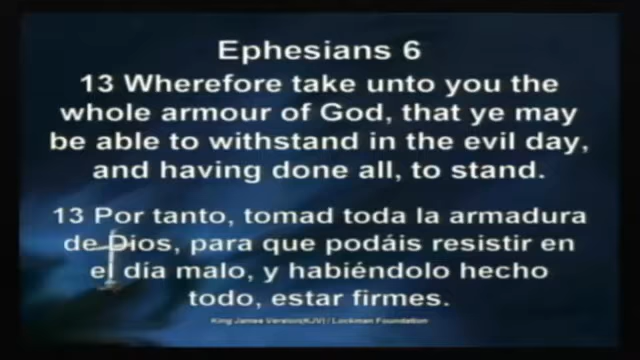 Ephesians 6
13 Wherefore take unto you the
whole armour of God, that ye may
be able to withstand in the evil day,
and having done all, to stand.
13 Por tanto, tomad toda la armadura
de Dios, para que podáis resistir en
el día malo, y habiéndolo hecho
todo, estar firmes.
King James Version(KJV) / Lockman Foundation